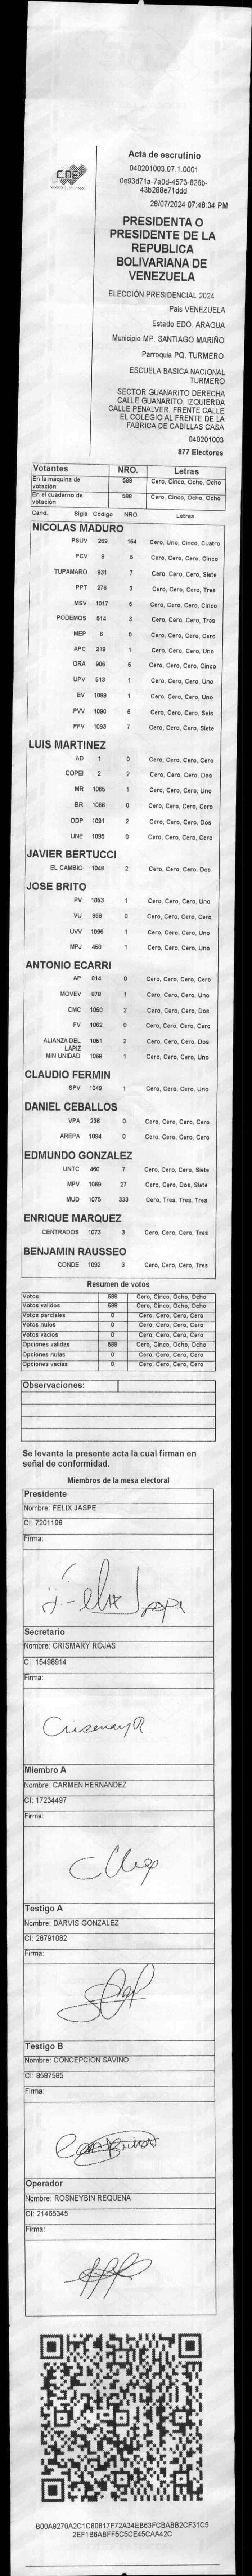 CNE
Acta de escrutinio
040201003.07.1.0001
0e93d71a-7a0d-4573-826b-
43b288e71ddd
28/07/2024 07:48:34 PM
PRESIDENTA O
PRESIDENTE DE LA
REPUBLICA
BOLIVARIANA DE
VENEZUELA
ELECCIÓN PRESIDENCIAL 2024
Pais VENEZUELA
Estado EDO. ARAGUA
Municipio MP. SANTIAGO MARIÑO
Parroquia PQ. TURMERO
ESCUELA BASICA NACIONAL
TURMERO
SECTOR GUANARITO DERECHA
CALLE GUANARITO. IZQUIERDA
CALLE PENALVER. FRENTE CALLE
EL COLEGIO AL FRENTE DE LA
FABRICA DE CABILLAS CASA
040201003
877 Electores
Votantes NRO. Letras
En la máquina de votación 588 Cero, Cinco, Ocho, Ocho
En el cuaderno de votación 588 Cero, Cinco, Ocho, Ocho
Cand. Sigla Código NRO. Letras
NICOLAS MADURO
PSUV 269 154 Cero, Uno, Cinco, Cuatro
PCV 9 5 Cero, Cero, Cero, Cinco
TUPAMARO 931 7 Cero, Cero, Cero, Siete
PPT 276 3 Cero, Cero, Cero, Tres
MSV 1017 5 Cero, Cero, Cero, Cinco
PODEMOS 514 3 Cero, Cero, Cero, Tres
MEP 6 0 Cero, Cero, Cero, Cero
APC 219 1 Cero, Cero, Cero, Uno
ORA 906 5 Cero, Cero, Cero, Cinco
UPV 513 1 Cero, Cero, Cero, Uno
EV 1089 1 Cero, Cero, Cero, Uno
PVV 1090 6 Cero, Cero, Cero, Seis
PFV 1093 7 Cero, Cero, Cero, Siete
LUIS MARTINEZ
AD 1 0 Cero, Cero, Cero, Cero
COPEI 2 2 Cero, Cero, Cero, Dos
MR 1065 1 Cero, Cero, Cero, Uno
BR 1066 0 Cero, Cero, Cero, Cero
DDP 1091 2 Cero, Cero, Cero, Dos
UNE 1095 0 Cero, Cero, Cero, Cero
JAVIER BERTUCCI
EL CAMBIO 1046 2 Cero, Cero, Cero, Dos
JOSE BRITO
PV 1053 1 Cero, Cero, Cero, Uno
VU 868 0 Cero, Cero, Cero, Cero
UVV 1096 1 Cero, Cero, Cero, Uno
MPJ 458 1 Cero, Cero, Cero, Uno
ANTONIO ECARRI
AP 814 0 Cero, Cero, Cero, Cero
MOVEV 878 1 Cero, Cero, Cero, Uno
CMC 1050 2 Cero, Cero, Cero, Dos
FV 1052 0 Cero, Cero, Cero, Cero
ALIANZA DEL LAPIZ 1051 2 Cero, Cero, Cero, Dos
MIN UNIDAD 1068 1 Cero, Cero, Cero, Uno
CLAUDIO FERMIN
SPV 1049 1 Cero, Cero, Cero, Uno
DANIEL CEBALLOS
VPA 236 0 Cero, Cero, Cero, Cero
AREPA 1094 0 Cero, Cero, Cero, Cero
EDMUNDO GONZALEZ
UNTC 460 7 Cero, Cero, Cero, Siete
MPV 1069 27 Cero, Cero, Dos, Siete
MUD 1075 333 Cero, Tres, Tres, Tres
ENRIQUE MARQUEZ
CENTRADOS 1073 3 Cero, Cero, Cero, Tres
BENJAMIN RAUSSEO
CONDE 1092 3 Cero, Cero, Cero, Tres
Resumen de votos
Votos 588 Cero, Cinco, Ocho, Ocho
Votos validos 588 Cero, Cinco, Ocho, Ocho
Votos parciales 0 Cero, Cero, Cero, Cero
Votos nulos 0 Cero, Cero, Cero, Cero
Votos vacios 0 Cero, Cero, Cero, Cero
Opciones validas 588 Cero, Cinco, Ocho, Ocho
Opciones nulas 0 Cero, Cero, Cero, Cero
Opciones vacias 0 Cero, Cero, Cero, Cero
Observaciones:
Se levanta la presente acta la cual firman en
señal de conformidad.
Miembros de la mesa electoral
Presidente
Nombre: FELIX JASPE
CI: 7201196
Firma:
Felix Jaspe
Secretario
Nombre: CRISMARY ROJAS
CI: 15498914
Firma:
Crismary R.
Miembro A
Nombre: CARMEN HERNANDEZ
CI: 17234497
Firma:
Testigo A
Nombre: DARVIS GONZALEZ
CI: 26791082
Firma:
Testigo B
Nombre: CONCEPCION SAVINO
CI: 8587585
Firma:
Operador
Nombre: ROSNEYBIN REQUENA
CI: 21465345
Firma:
B00A9270A2C1C80817F72A34EB63FCBABB2CF31C5
2EF1B6ABFF5C5CE45CAA42C